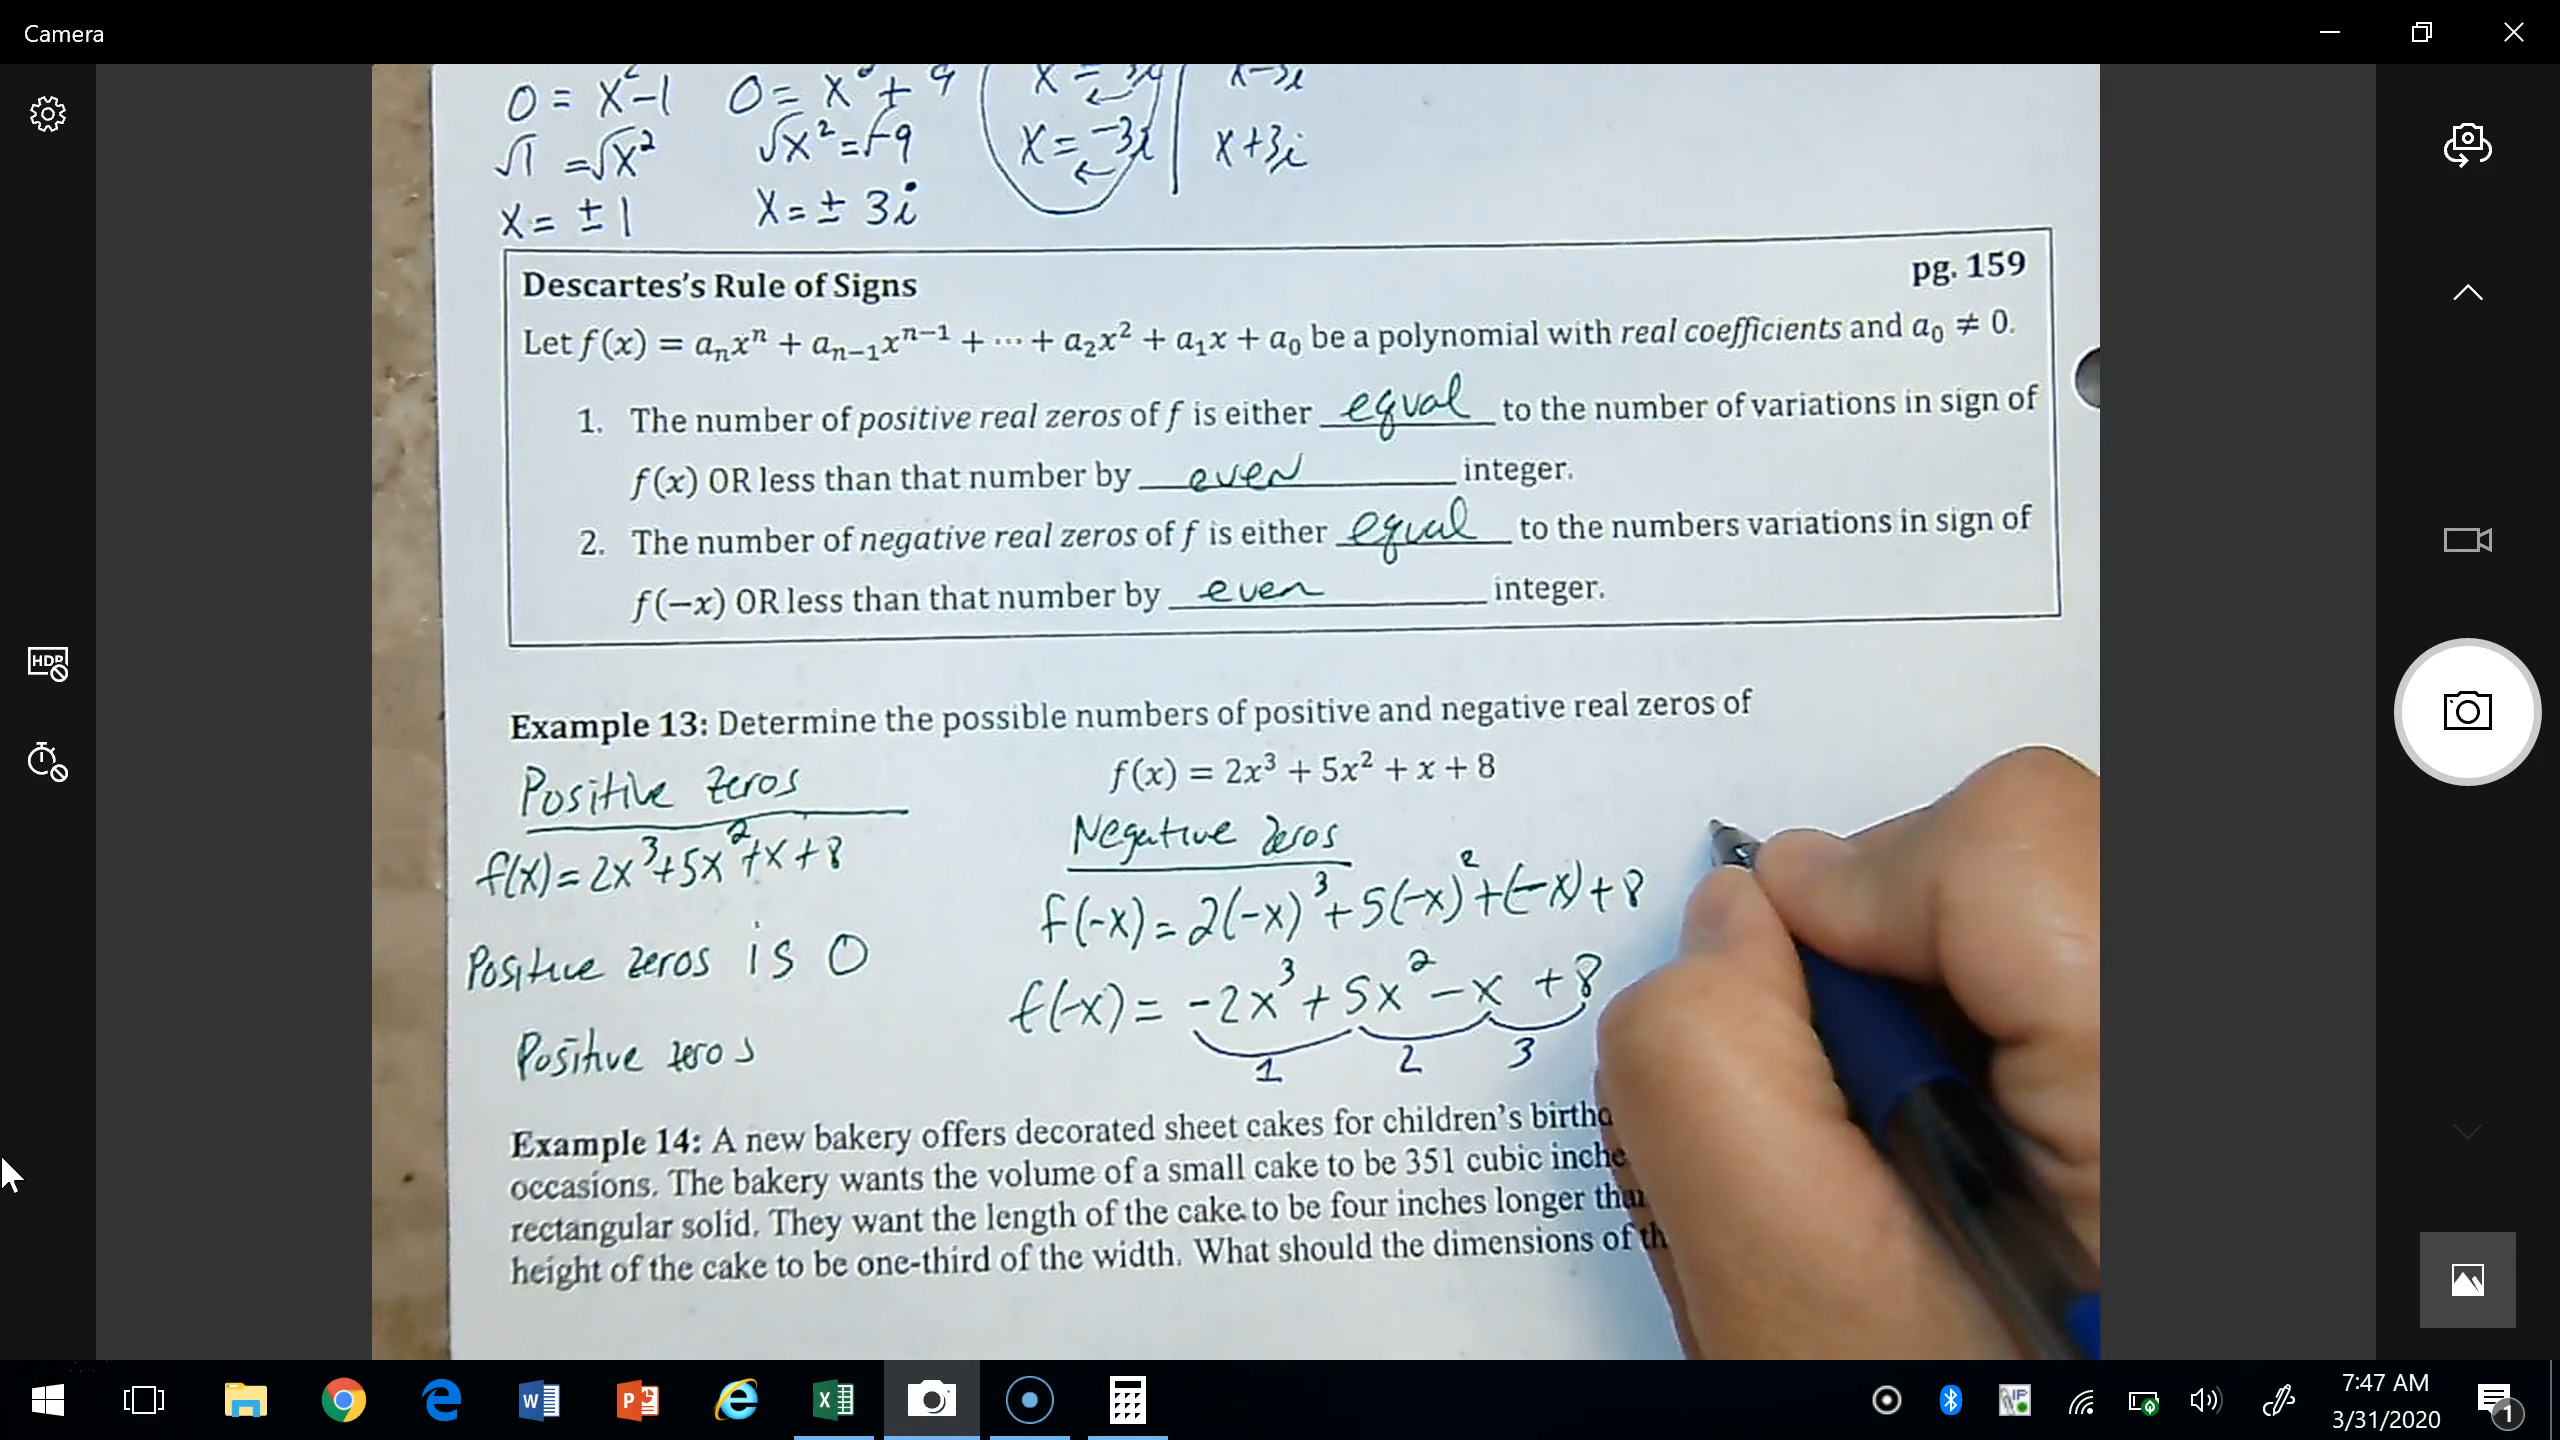 Camera
0 = x²-1 0 = x² + 9 x = 3i x-3i
√1 = √x² √x² = √-9 x = -3i x+3i
x = ± 1 x = ± 3i
Descartes's Rule of Signs pg. 159
Let f(x) = aₙxⁿ + aₙ₋₁xⁿ⁻¹ + ⋯ + a₂x² + a₁x + a₀ be a polynomial with real coefficients and a₀ ≠ 0.
1. The number of positive real zeros of f is either equal to the number of variations in sign of
f(x) OR less than that number by even integer.
2. The number of negative real zeros of f is either equal to the numbers variations in sign of
f(−x) OR less than that number by even integer.
Example 13: Determine the possible numbers of positive and negative real zeros of
f(x) = 2x³ + 5x² + x + 8
Positive Zeros
f(x) = 2x³+5x²+x+8
Positive zeros is 0
Positive zeros
Negative Zeros
f(-x) = 2(-x)³+5(-x)²+(-x)+8
f(-x) = -2x³+5x²-x+8
1 2 3
Example 14: A new bakery offers decorated sheet cakes for children's
occasions. The bakery wants the volume of a small cake to be 351 cubic
rectangular solid. They want the length of the cake to be four inches longer
height of the cake to be one-third of the width. What should the dimensions of
HDR
7:47 AM
3/31/2020
1